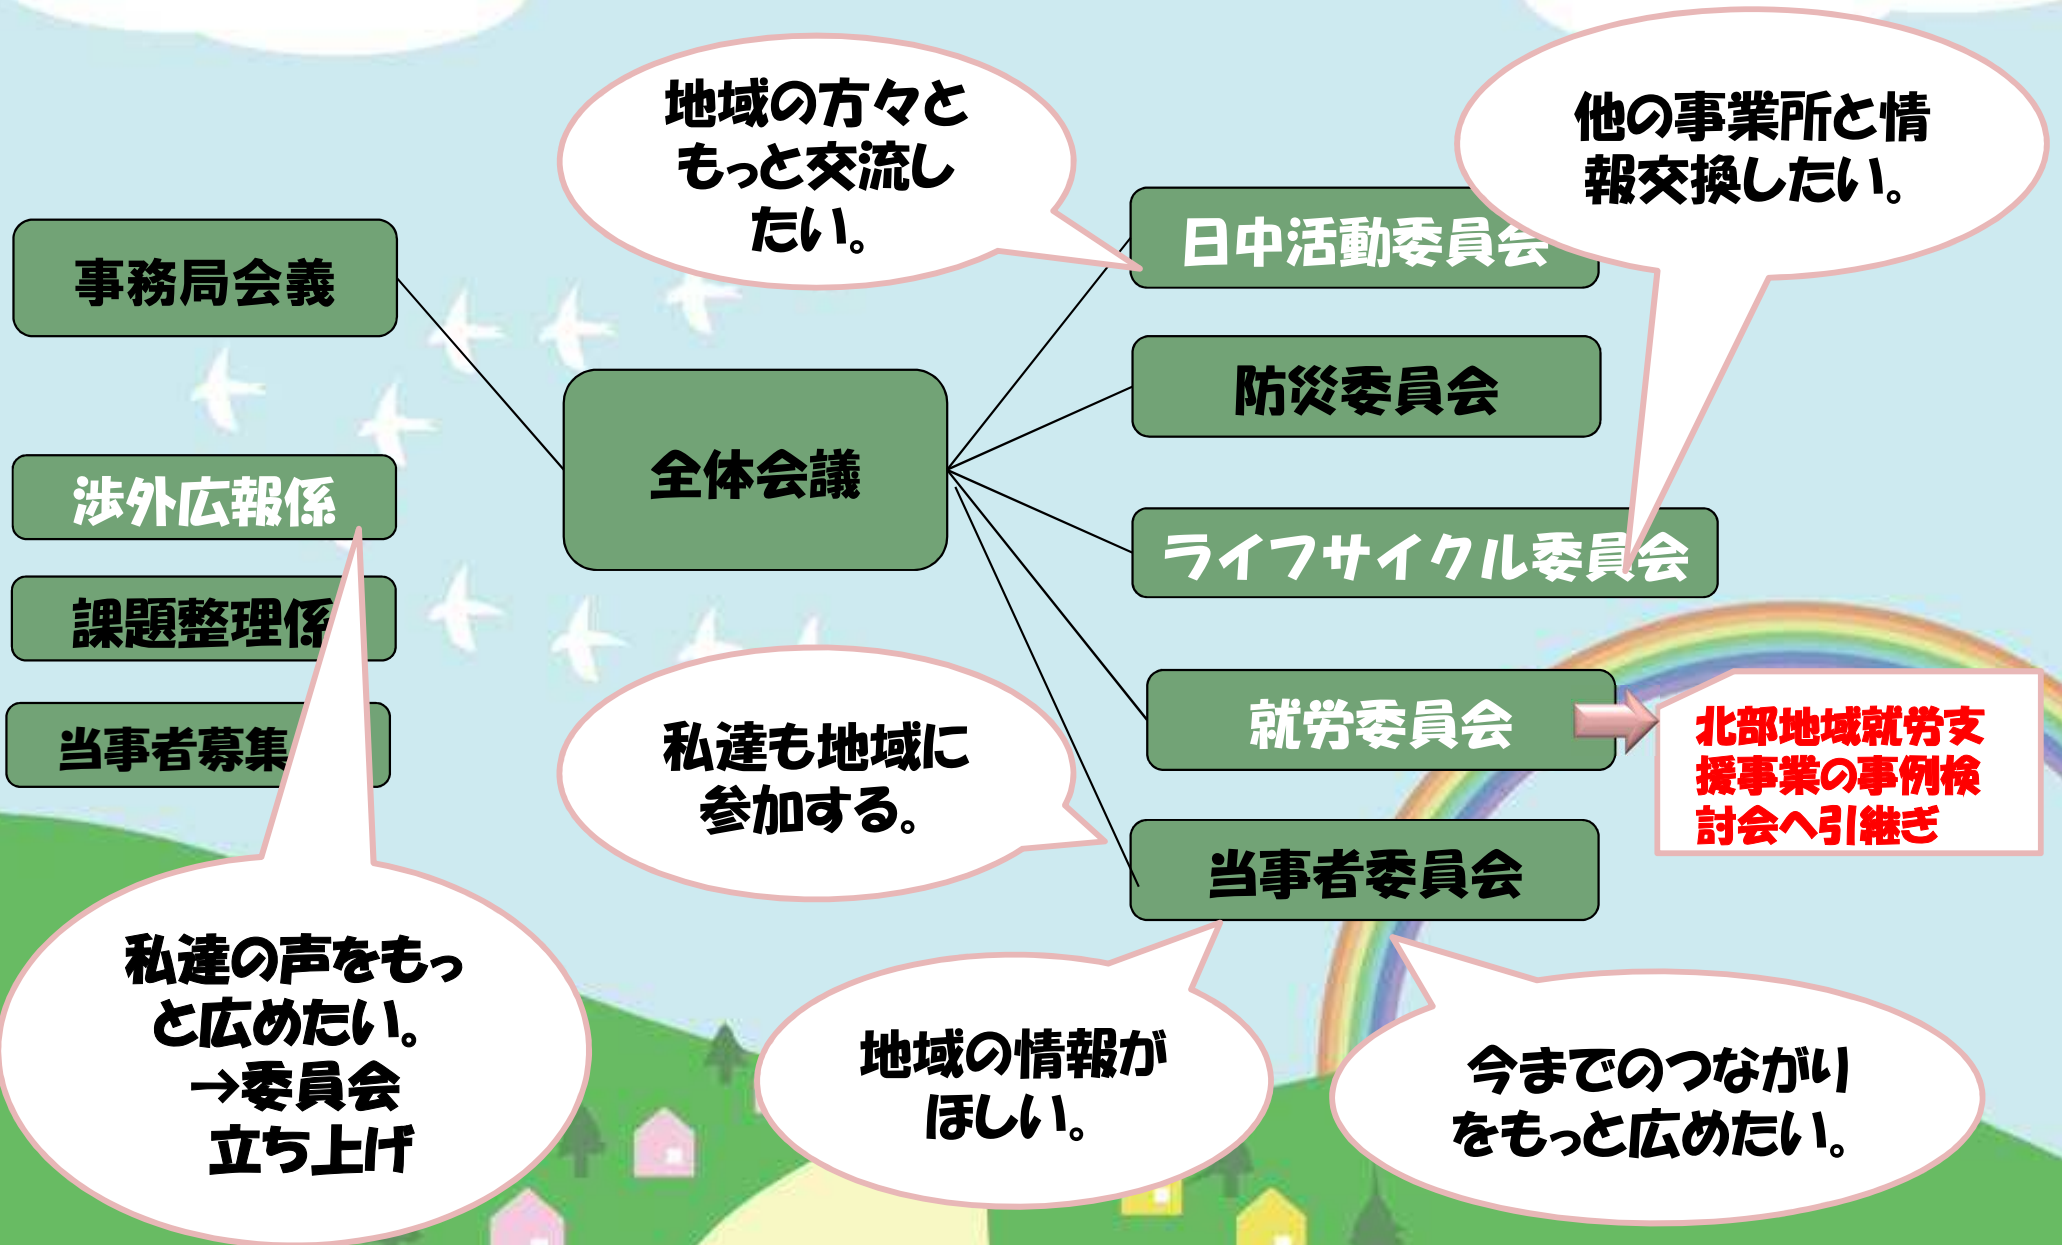 地域の方々と
もっと交流し
たい。
他の事業所と情
報交換したい。
事務局会義
日中活動委員会
防災委員会
全体会議
渉外広報係
ライフサイクル委員会
課題整理係
就労委員会
北部地域就労支
援事業の事例検
討会へ引継ぎ
当事者募集
私達も地域に
参加する。
当事者委員会
私達の声をもっ
と広めたい。
→委員会
立ち上げ
地域の情報が
ほしい。
今までのつながり
をもっと広めたい。